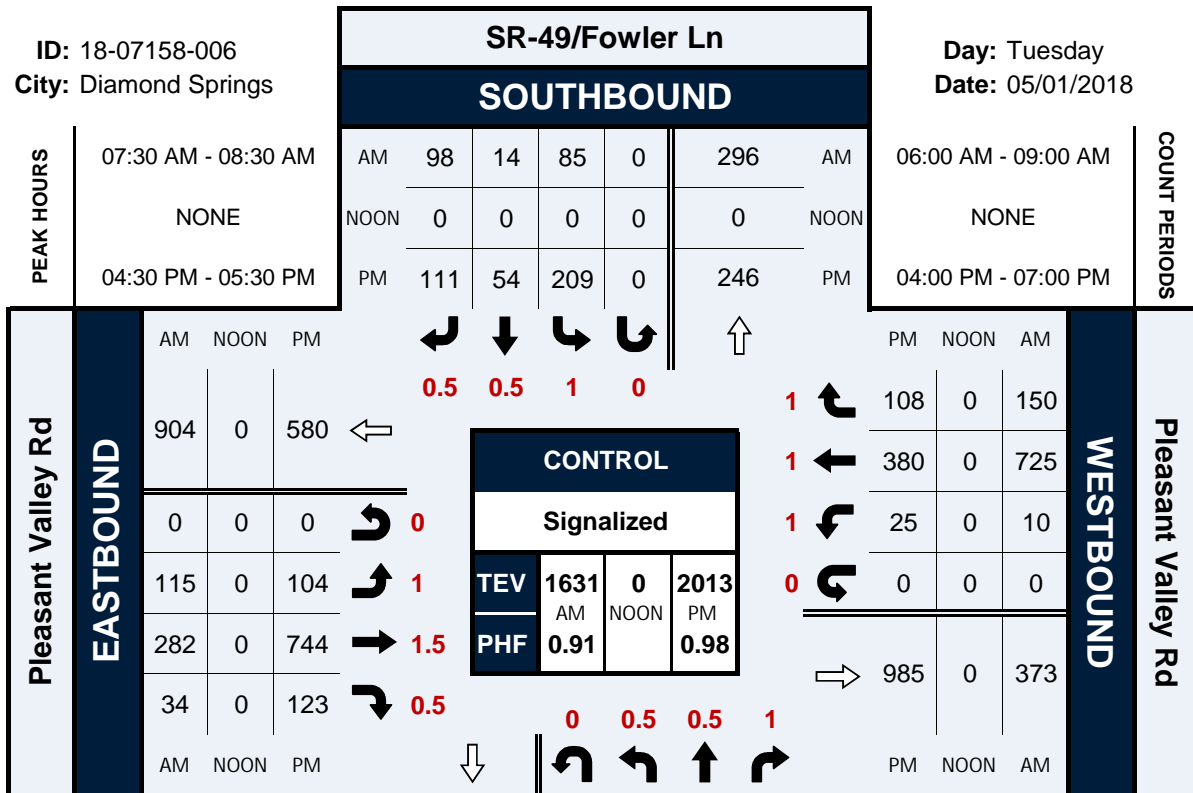 ID: 18-07158-006
City: Diamond Springs
SR-49/Fowler Ln
SOUTHBOUND
Day: Tuesday
Date: 05/01/2018
PEAK HOURS
07:30 AM - 08:30 AM
NONE
04:30 PM - 05:30 PM
AM 98 14 85 0 296 AM
NOON 0 0 0 0 0 NOON
PM 111 54 209 0 246 PM
06:00 AM - 09:00 AM
NONE
04:00 PM - 07:00 PM
COUNT PERIODS
0.5 0.5 1 0
Pleasant Valley Rd
EASTBOUND
AM NOON PM
904 0 580
0 0 0 0
115 0 104 1
282 0 744 1.5
34 0 123 0.5
AM NOON PM
CONTROL
Signalized
TEV 1631 0 2013
AM NOON PM
PHF 0.91 0.98
PM NOON AM
1 108 0 150
1 380 0 725
1 25 0 10
0 0 0 0
985 0 373
PM NOON AM
WESTBOUND
Pleasant Valley Rd
0 0.5 0.5 1